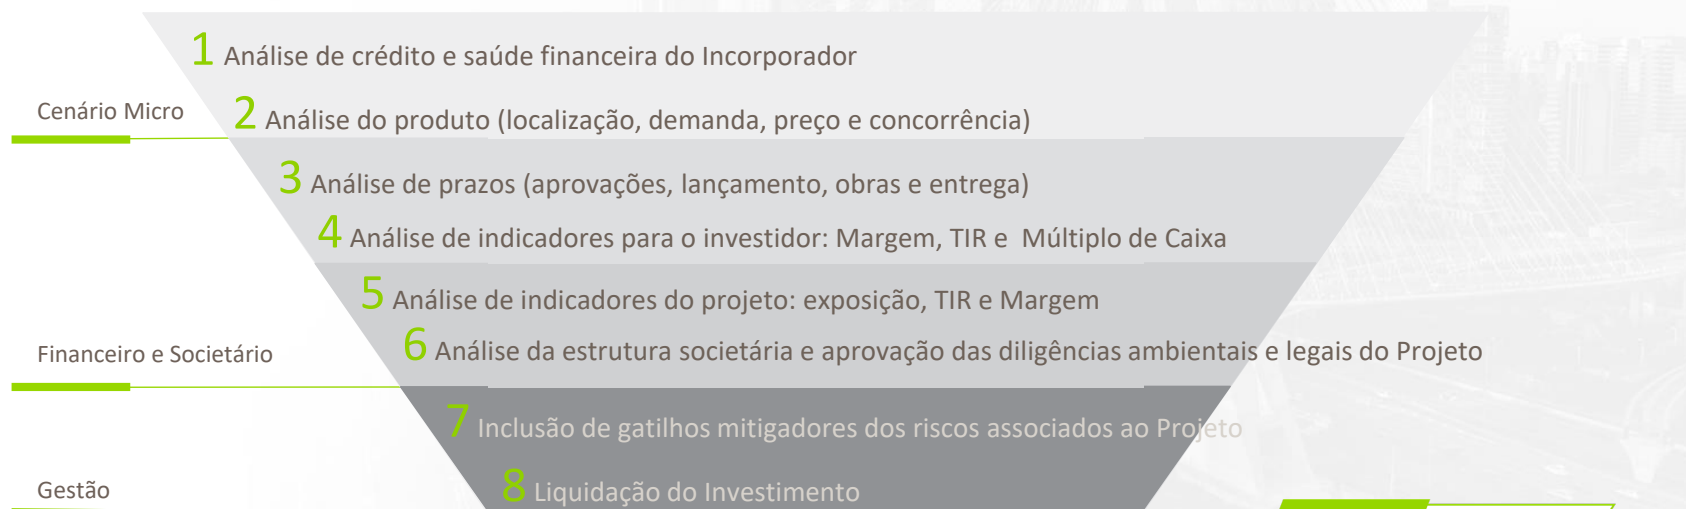 1 Análise de crédito e saúde financeira do Incorporador
Cenário Micro
2 Análise do produto (localização, demanda, preço e concorrência)
3 Análise de prazos (aprovações, lançamento, obras e entrega)
4 Análise de indicadores para o investidor: Margem, TIR e Múltiplo de Caixa
5 Análise de indicadores do projeto: exposição, TIR e Margem
Financeiro e Societário
6 Análise da estrutura societária e aprovação das diligências ambientais e legais do Projeto
7 Inclusão de gatilhos mitigadores dos riscos associados ao Projeto
Gestão
8 Liquidação do Investimento